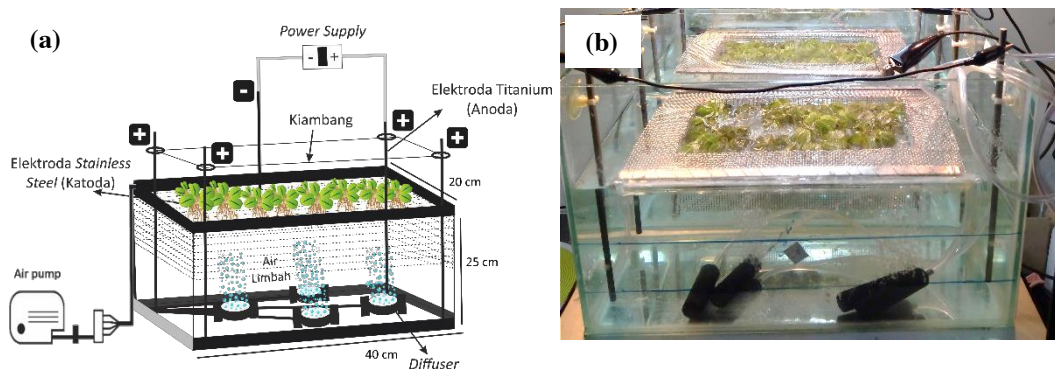 (a)
Power Supply
- +
-
Elektroda Titanium
(Anoda)
+
+
+
+
Kiambang
Elektroda Stainless
Steel (Katoda)
20 cm
Air
Limbah
25 cm
Air pump
40 cm
Diffuser
(b)